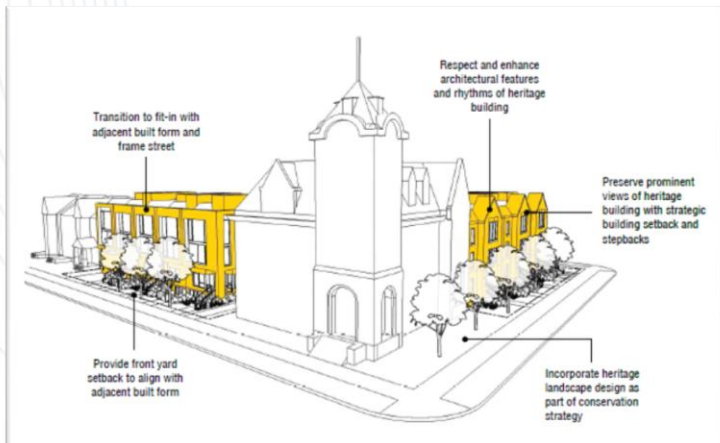 Respect and enhance
architectural features
and rhythms of heritage
building
Transition to fit-in with
adjacent built form and
frame street
Preserve prominent
views of heritage
building with strategic
building setback and
stepbacks
Provide front yard
setback to align with
adjacent built form
Incorporate heritage
landscape design as
part of conservation
strategy